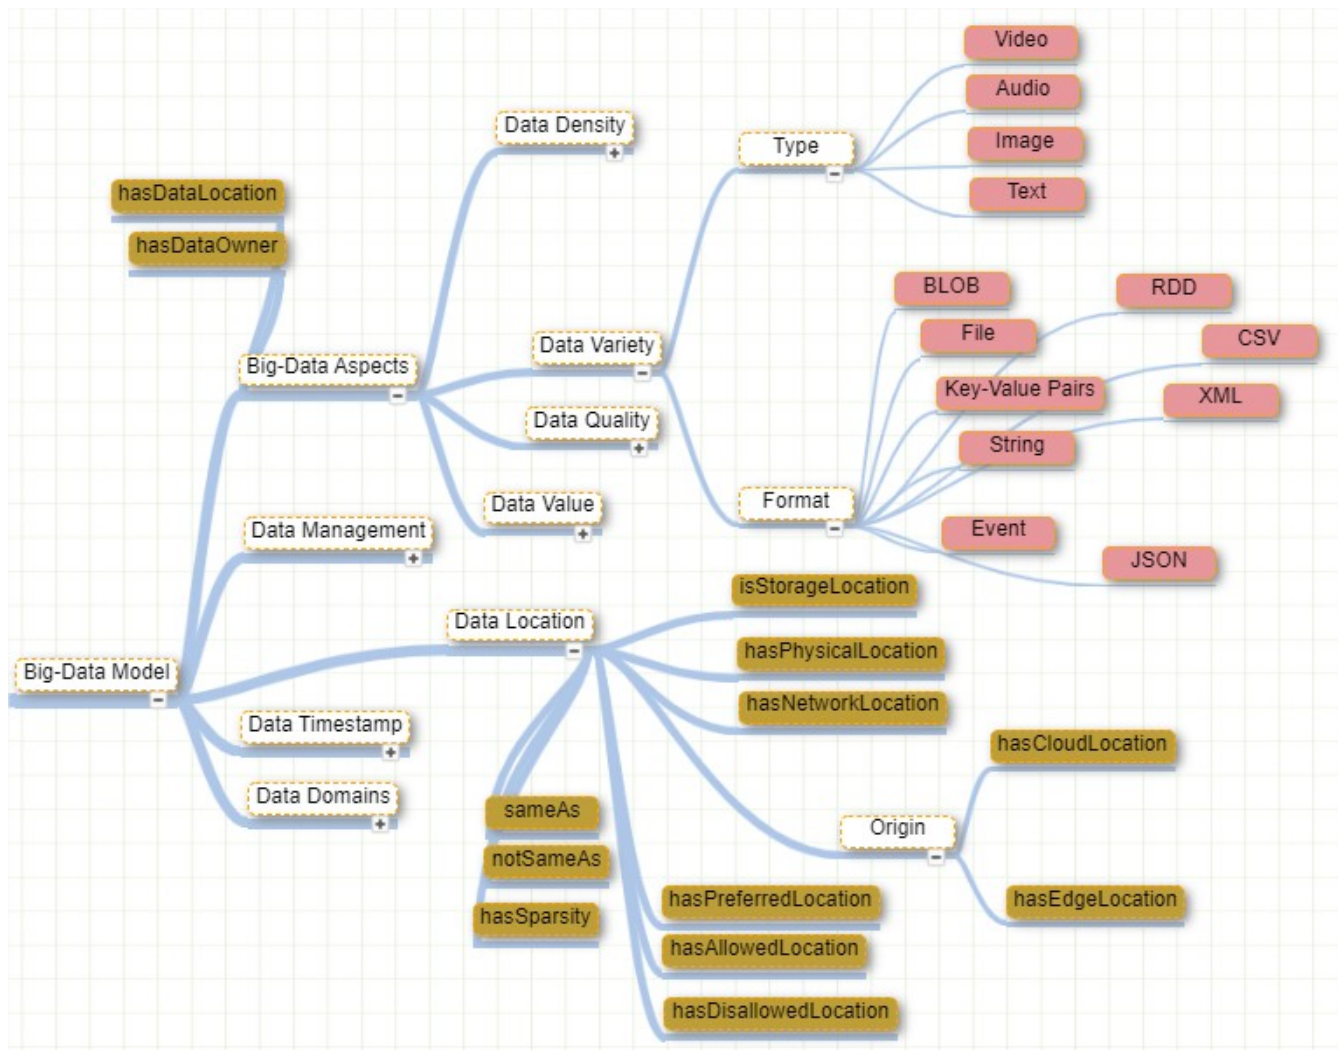 Video
Audio
Image
Text
Type
Data Density
hasDataLocation
hasDataOwner
Big-Data Aspects
Data Variety
Data Quality
Data Value
BLOB
RDD
File
CSV
Key-Value Pairs
XML
String
Format
Event
JSON
Data Management
Data Location
isStorageLocation
hasPhysicalLocation
hasNetworkLocation
Big-Data Model
Data Timestamp
Data Domains
hasCloudLocation
Origin
hasEdgeLocation
sameAs
notSameAs
hasSparsity
hasPreferredLocation
hasAllowedLocation
hasDisallowedLocation